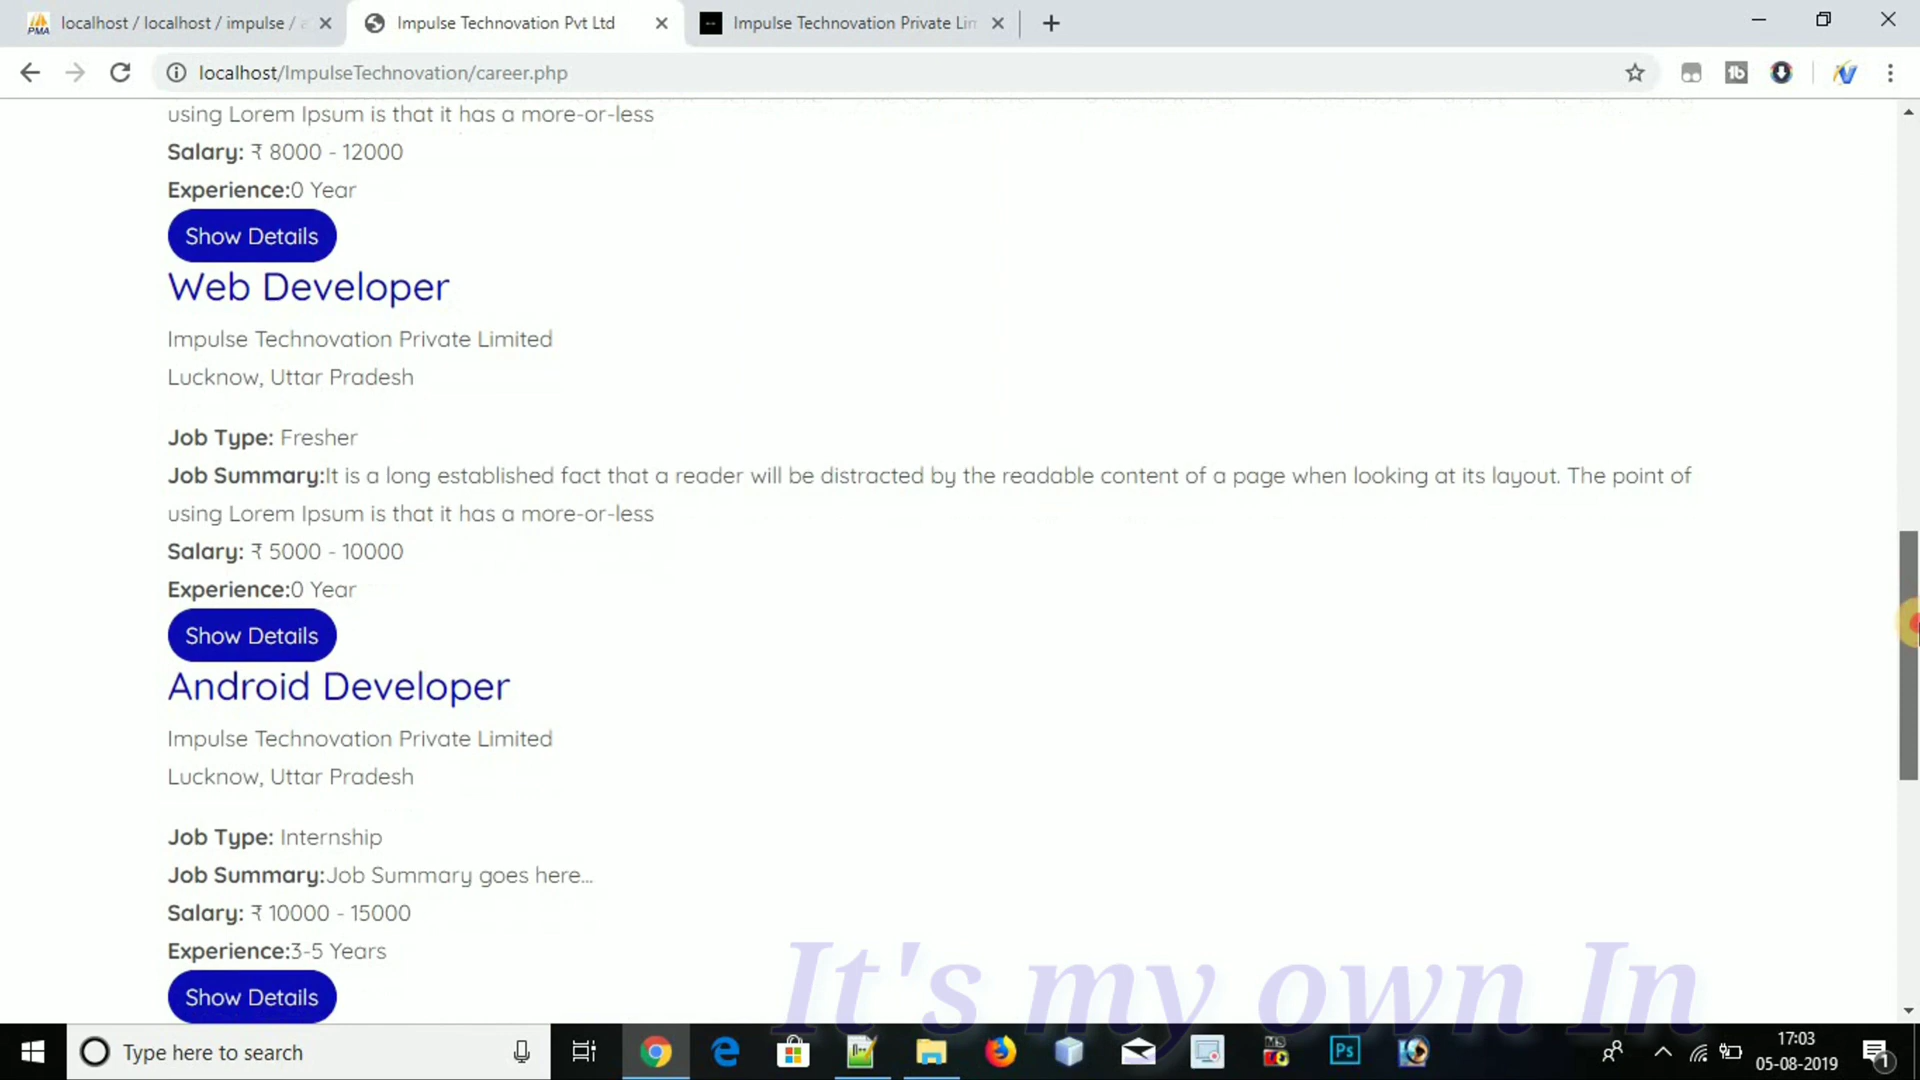 localhost / localhost / impulse /
Impulse Technovation Pvt Ltd
Impulse Technovation Private Lim
localhost/ImpulseTechnovation/career.php
using Lorem Ipsum is that it has a more-or-less
Salary: ₹ 8000 - 12000
Experience:0 Year
Show Details
Web Developer
Impulse Technovation Private Limited
Lucknow, Uttar Pradesh
Job Type: Fresher
Job Summary:It is a long established fact that a reader will be distracted by the readable content of a page when looking at its layout. The point of
using Lorem Ipsum is that it has a more-or-less
Salary: ₹ 5000 - 10000
Experience:0 Year
Show Details
Android Developer
Impulse Technovation Private Limited
Lucknow, Uttar Pradesh
Job Type: Internship
Job Summary:Job Summary goes here...
Salary: ₹ 10000 - 15000
Experience:3-5 Years
Show Details
It's my own In
Type here to search
Ps
17:03
05-08-2019
1